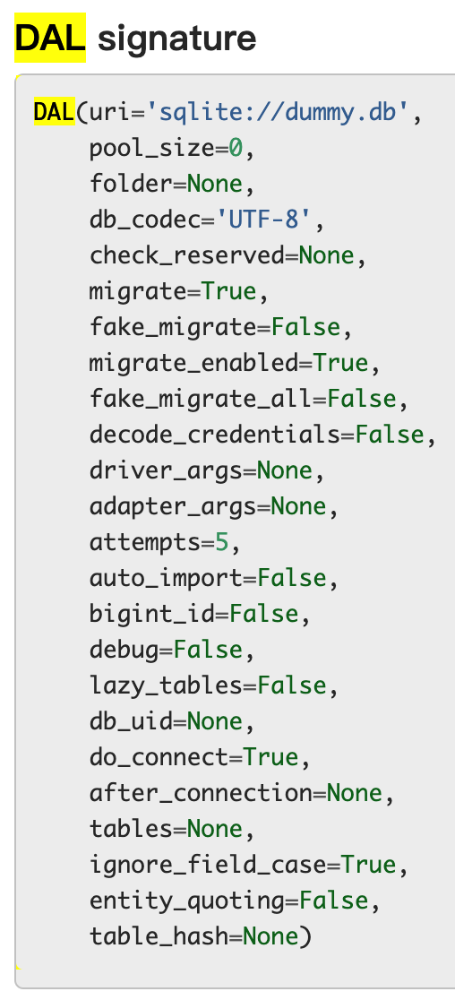 DAL signature
DAL(uri='sqlite://dummy.db',
    pool_size=0,
    folder=None,
    db_codec='UTF-8',
    check_reserved=None,
    migrate=True,
    fake_migrate=False,
    migrate_enabled=True,
    fake_migrate_all=False,
    decode_credentials=False,
    driver_args=None,
    adapter_args=None,
    attempts=5,
    auto_import=False,
    bigint_id=False,
    debug=False,
    lazy_tables=False,
    db_uid=None,
    do_connect=True,
    after_connection=None,
    tables=None,
    ignore_field_case=True,
    entity_quoting=False,
    table_hash=None)